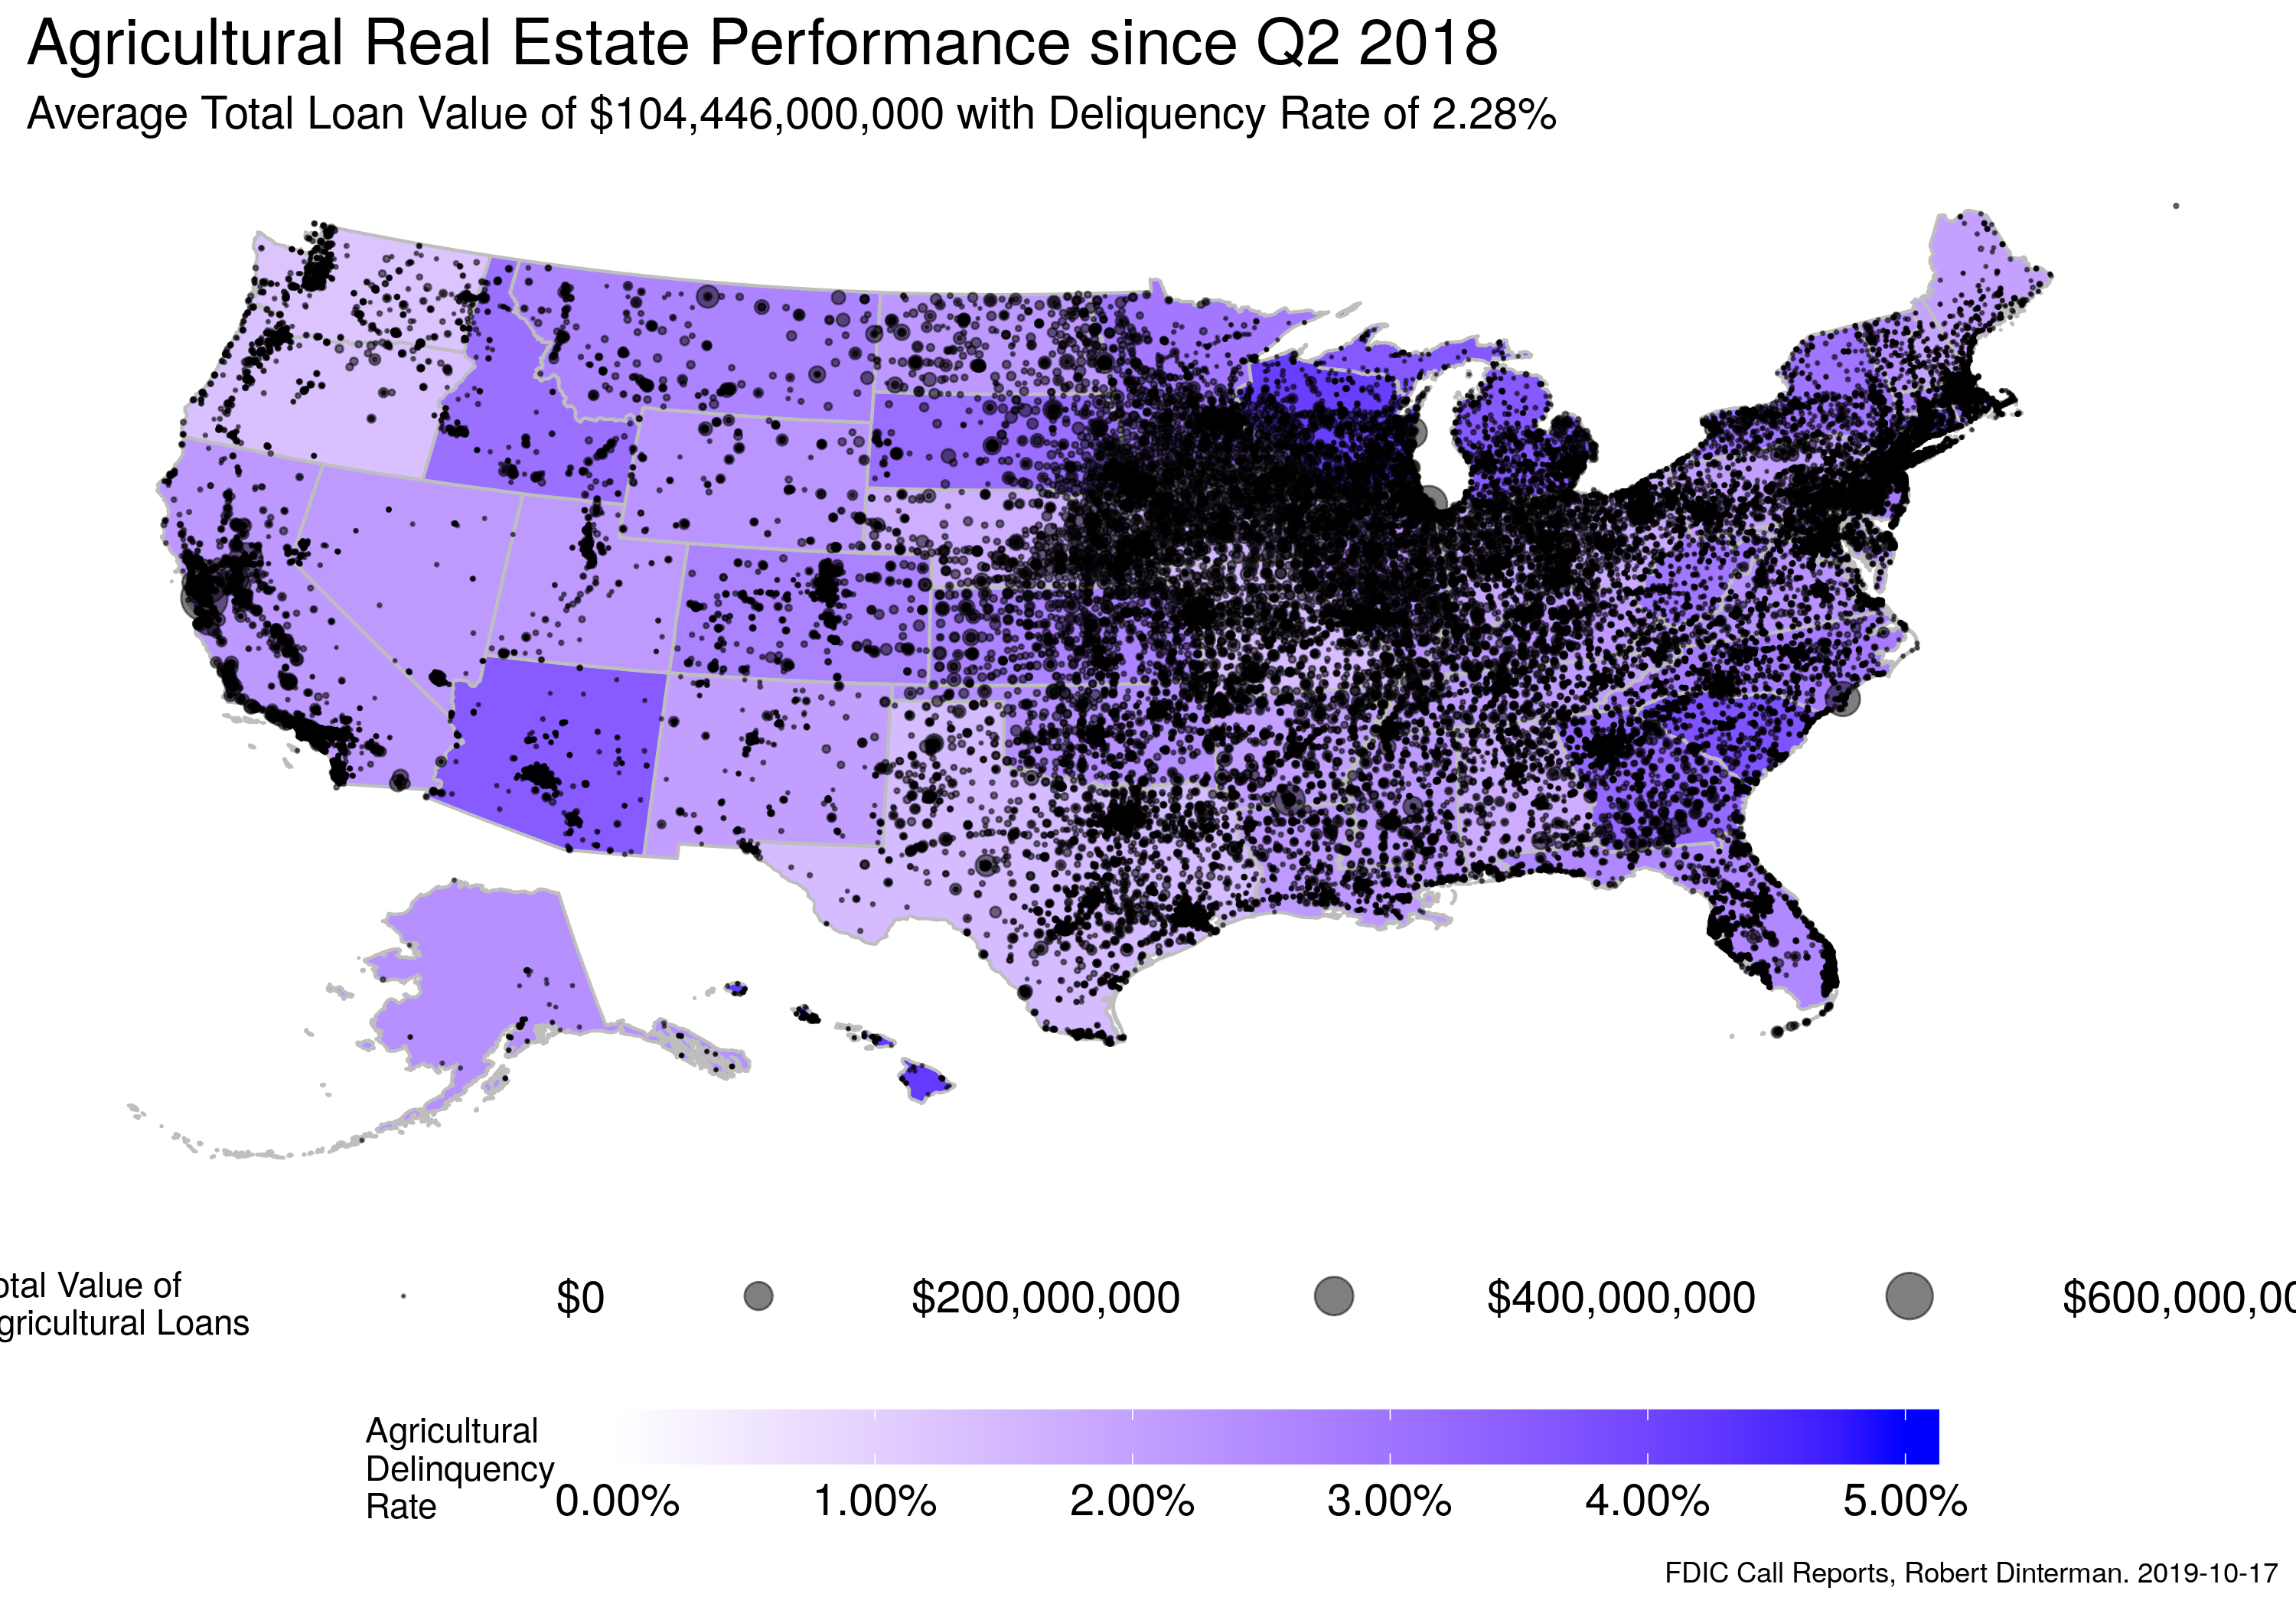 Agricultural Real Estate Performance since Q2 2018
Average Total Loan Value of $104,446,000,000 with Deliquency Rate of 2.28%
otal Value of
gricultural Loans
$0 $200,000,000 $400,000,000 $600,000,00
Agricultural
Delinquency
Rate
0.00% 1.00% 2.00% 3.00% 4.00% 5.00%
FDIC Call Reports, Robert Dinterman. 2019-10-17